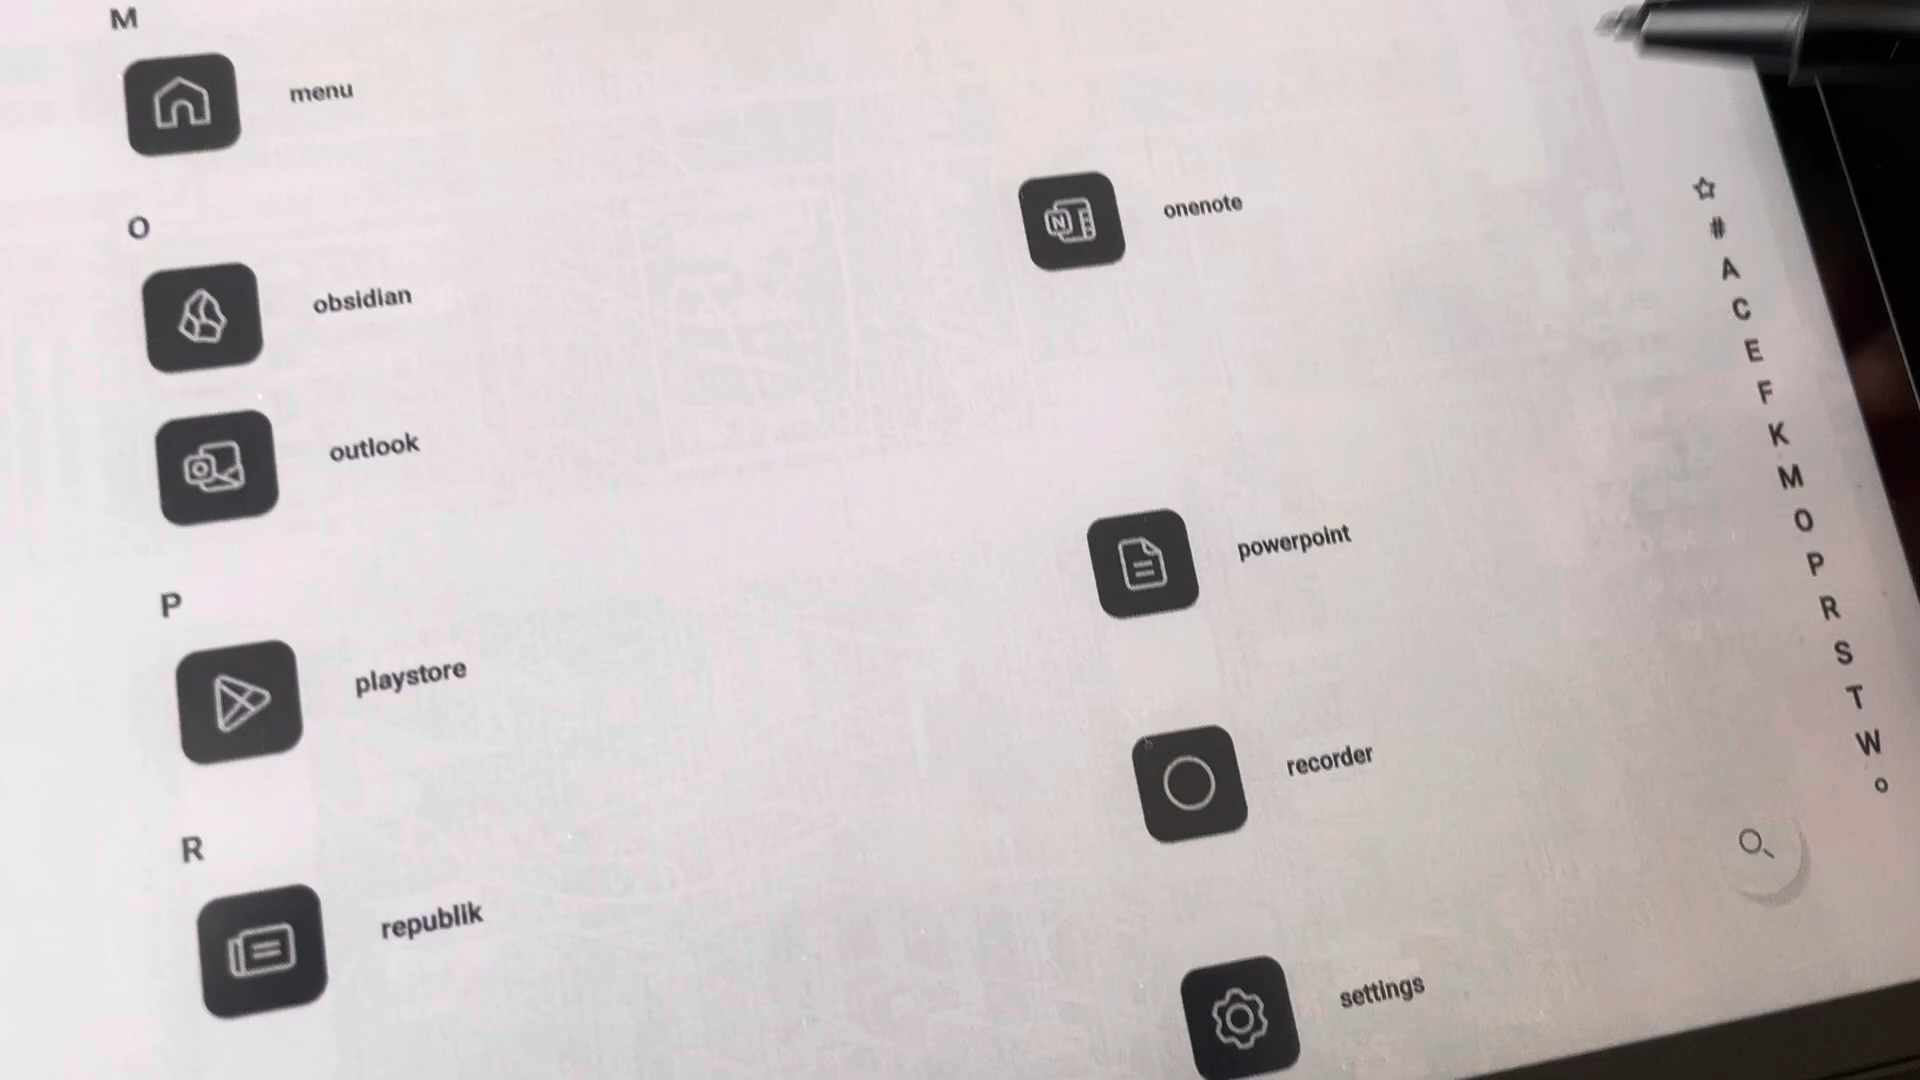 M
menu
O
obsidian
onenote
outlook
P
playstore
powerpoint
R
republik
recorder
settings
#
A
C
E
F
K
M
O
P
R
S
T
W